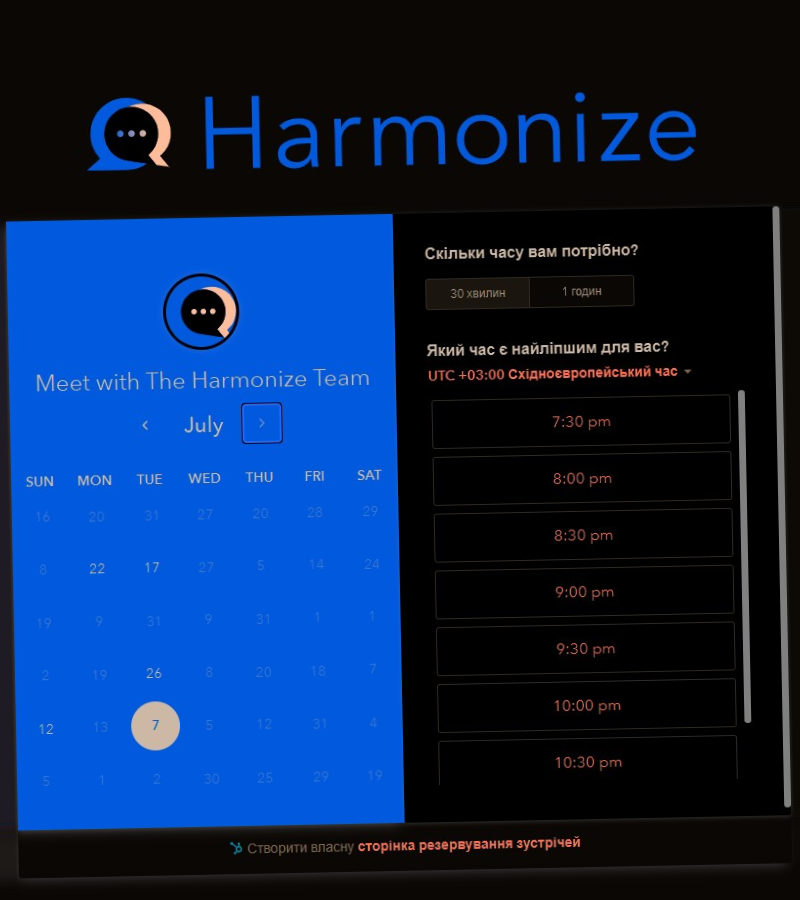 Harmonize
Meet with The Harmonize Team
July
SUN MON TUE WED THU FRI SAT
16 20 31 27 20 28 29
8 22 17 27 5 14 24
19 9 31 9 31 1 1
2 19 26 8 20 18 7
12 13 7 5 12 31 4
5 1 2 30 25 29 19
Скільки часу вам потрібно?
30 хвилин 1 годин
Який час є найліпшим для вас?
UTC +03:00 Східноєвропейський час
7:30 pm
8:00 pm
8:30 pm
9:00 pm
9:30 pm
10:00 pm
10:30 pm
Створити власну сторінка резервування зустрічей